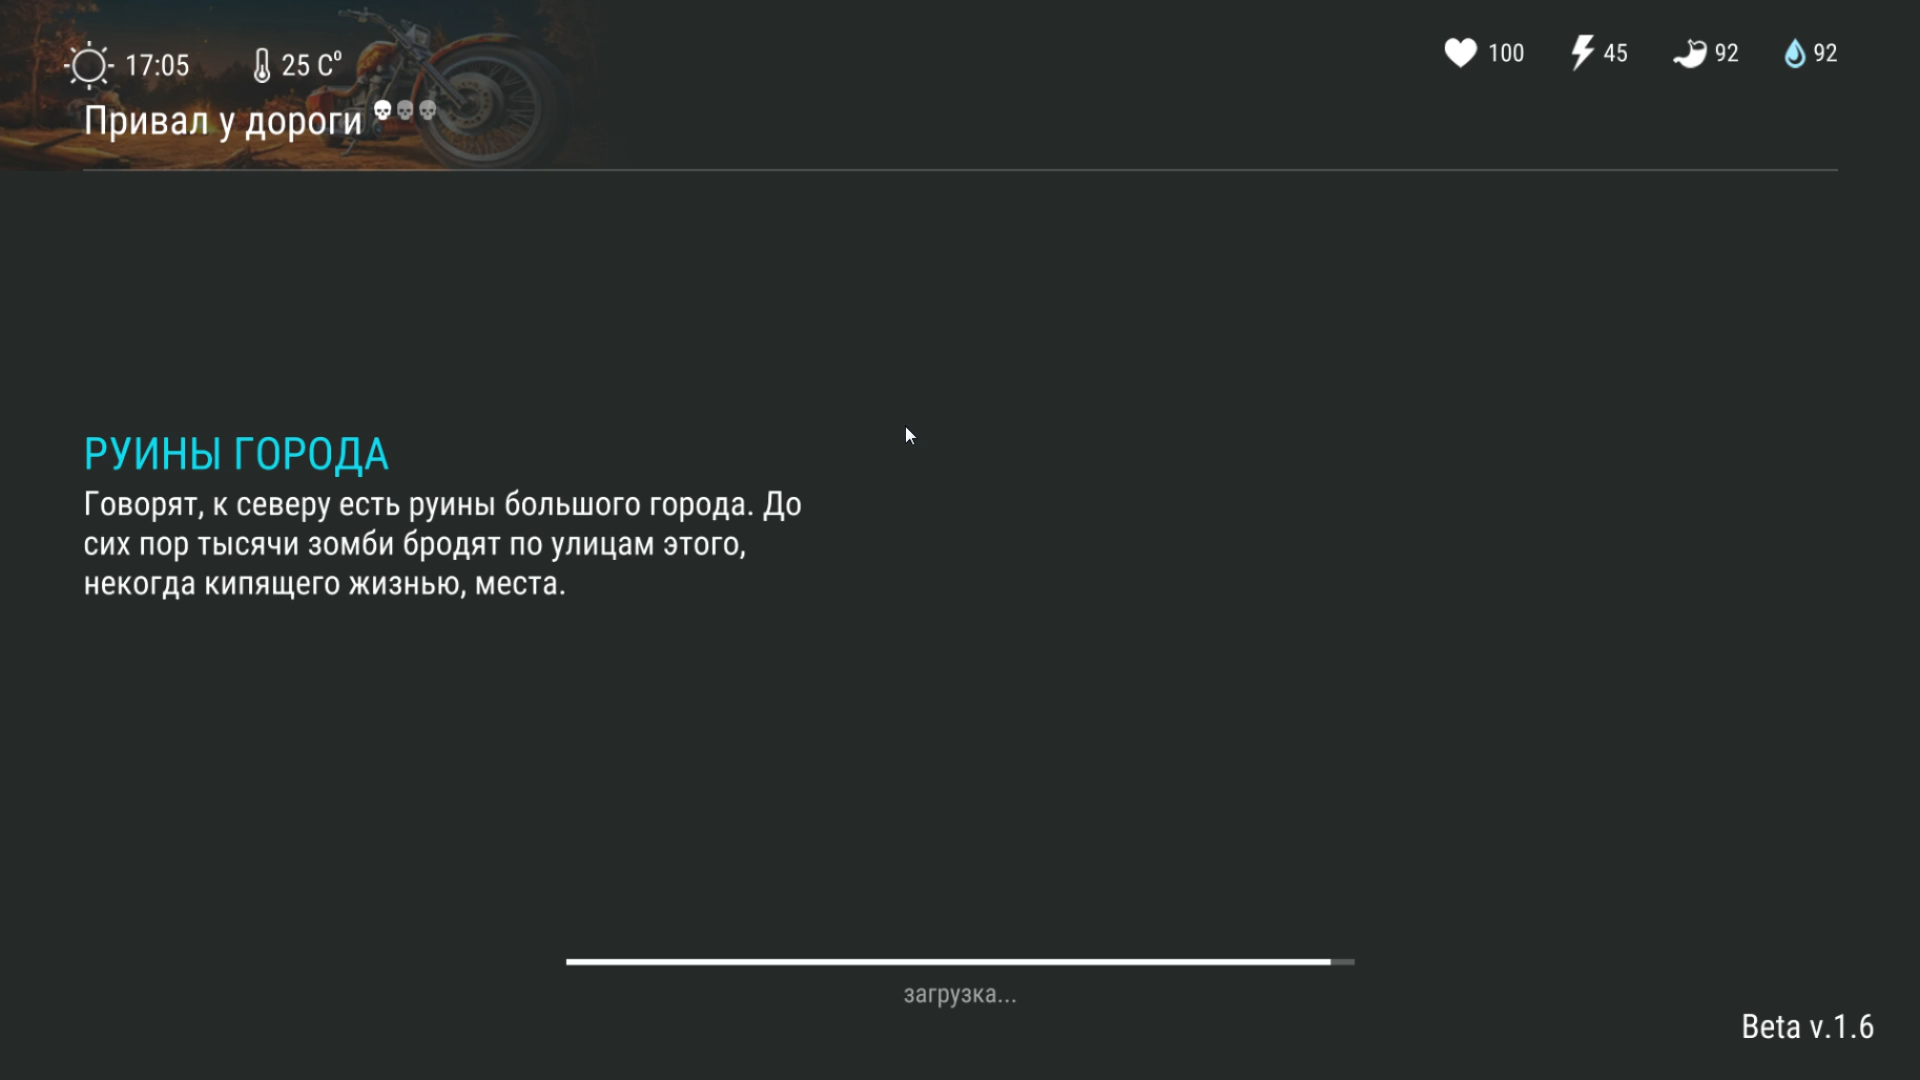 17:05 25 C⁰
100 45 92 92
Привал у дороги
РУИНЫ ГОРОДА
Говорят, к северу есть руины большого города. До
сих пор тысячи зомби бродят по улицам этого,
некогда кипящего жизнью, места.
загрузка...
Beta v.1.6